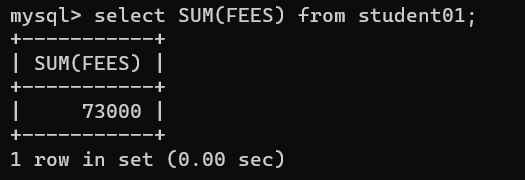 mysql> select SUM(FEES) from student01;
+-----------+
| SUM(FEES) |
+-----------+
|     73000 |
+-----------+
1 row in set (0.00 sec)